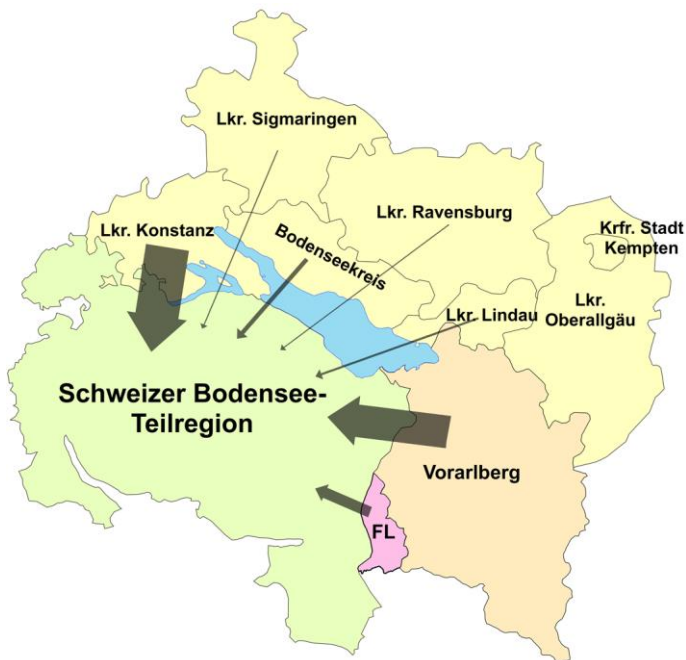 Lkr. Sigmaringen
Lkr. Konstanz
Bodenseekreis
Lkr. Ravensburg
Krfr. Stadt
Kempten
Lkr.
Oberallgäu
Lkr. Lindau
Schweizer Bodensee-
Teilregion
Vorarlberg
FL